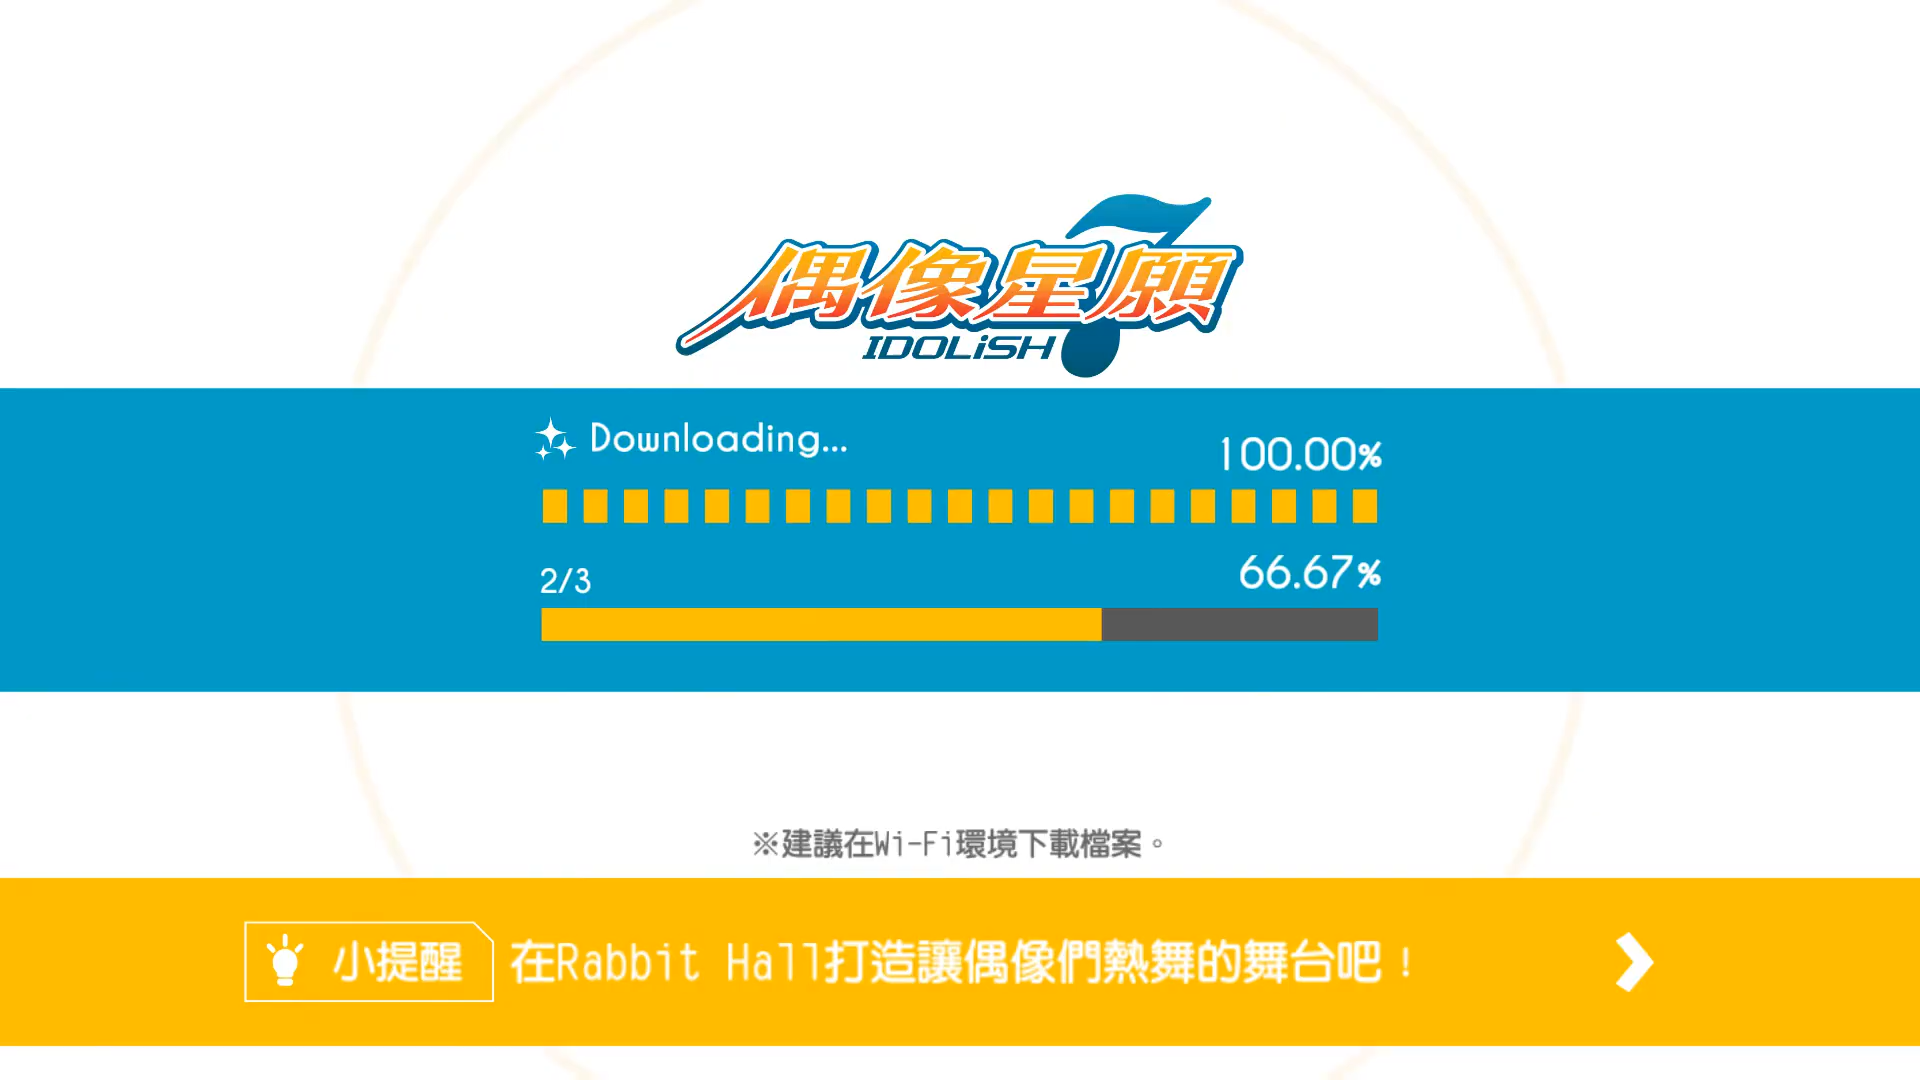 偶像星願
IDOLiSH7
Downloading...
100.00%
2/3
66.67%
※建議在Wi-Fi環境下載檔案。
小提醒
在Rabbit Hall打造讓偶像們熱舞的舞台吧！